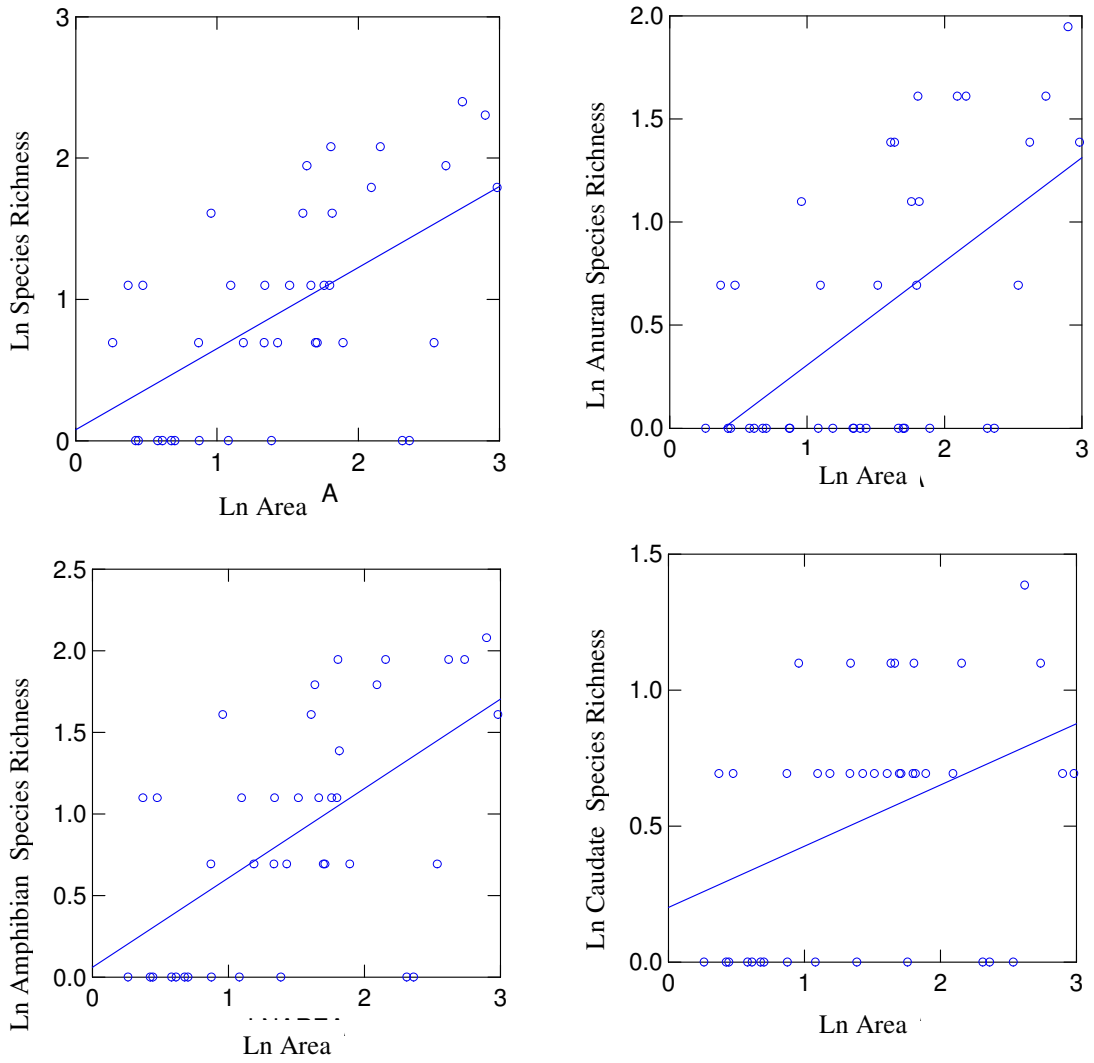 3
2
1
0
Ln Species Richness
0 1 2 3
Ln Area A
2.0
1.5
1.0
0.5
0.0
Ln Anuran Species Richness
0 1 2 3
Ln Area
2.5
2.0
1.5
1.0
0.5
0.0
Ln Amphibian Species Richness
0 1 2 3
Ln Area
1.5
1.0
0.5
0.0
Ln Caudate Species Richness
0 1 2 3
Ln Area